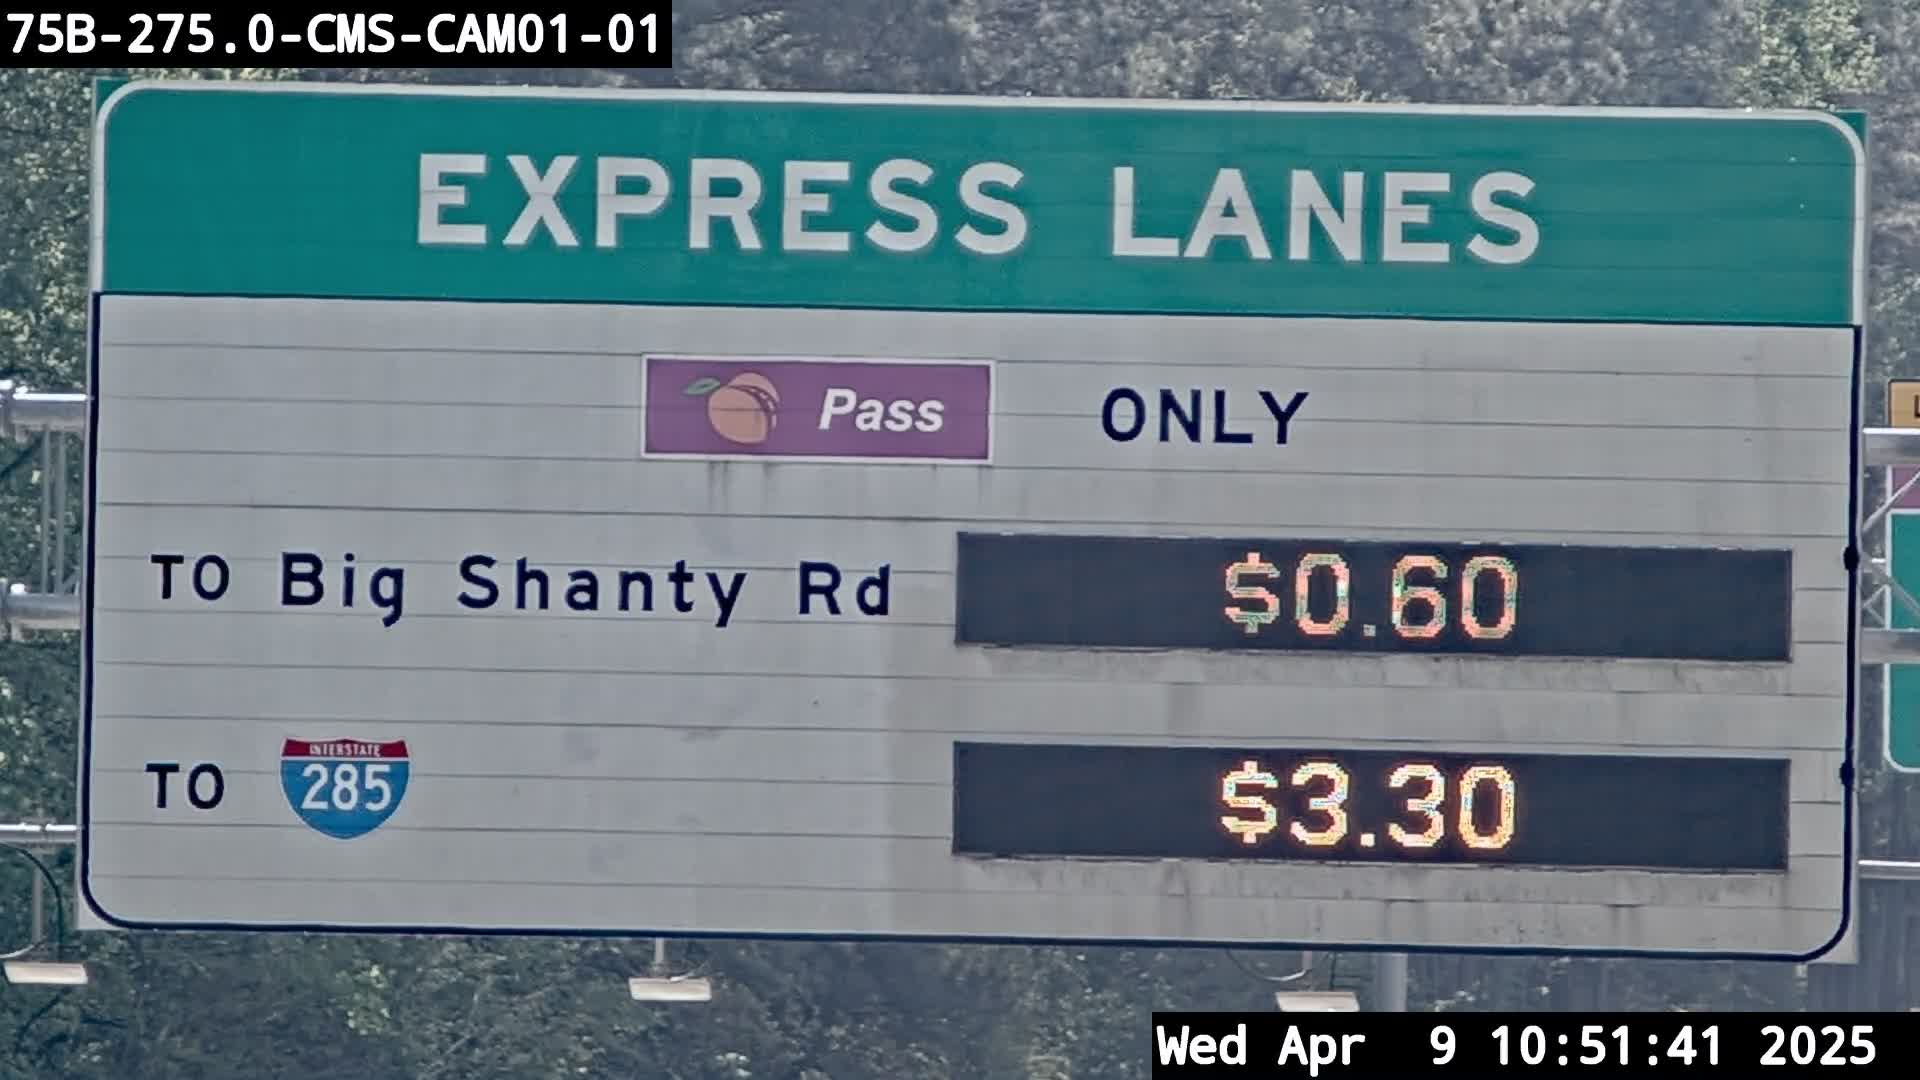 75B-275.0-CMS-CAM01-01
EXPRESS LANES
Pass ONLY
TO Big Shanty Rd $0.60
INTERSTATE
TO 285 $3.30
Wed Apr 9 10:51:41 2025